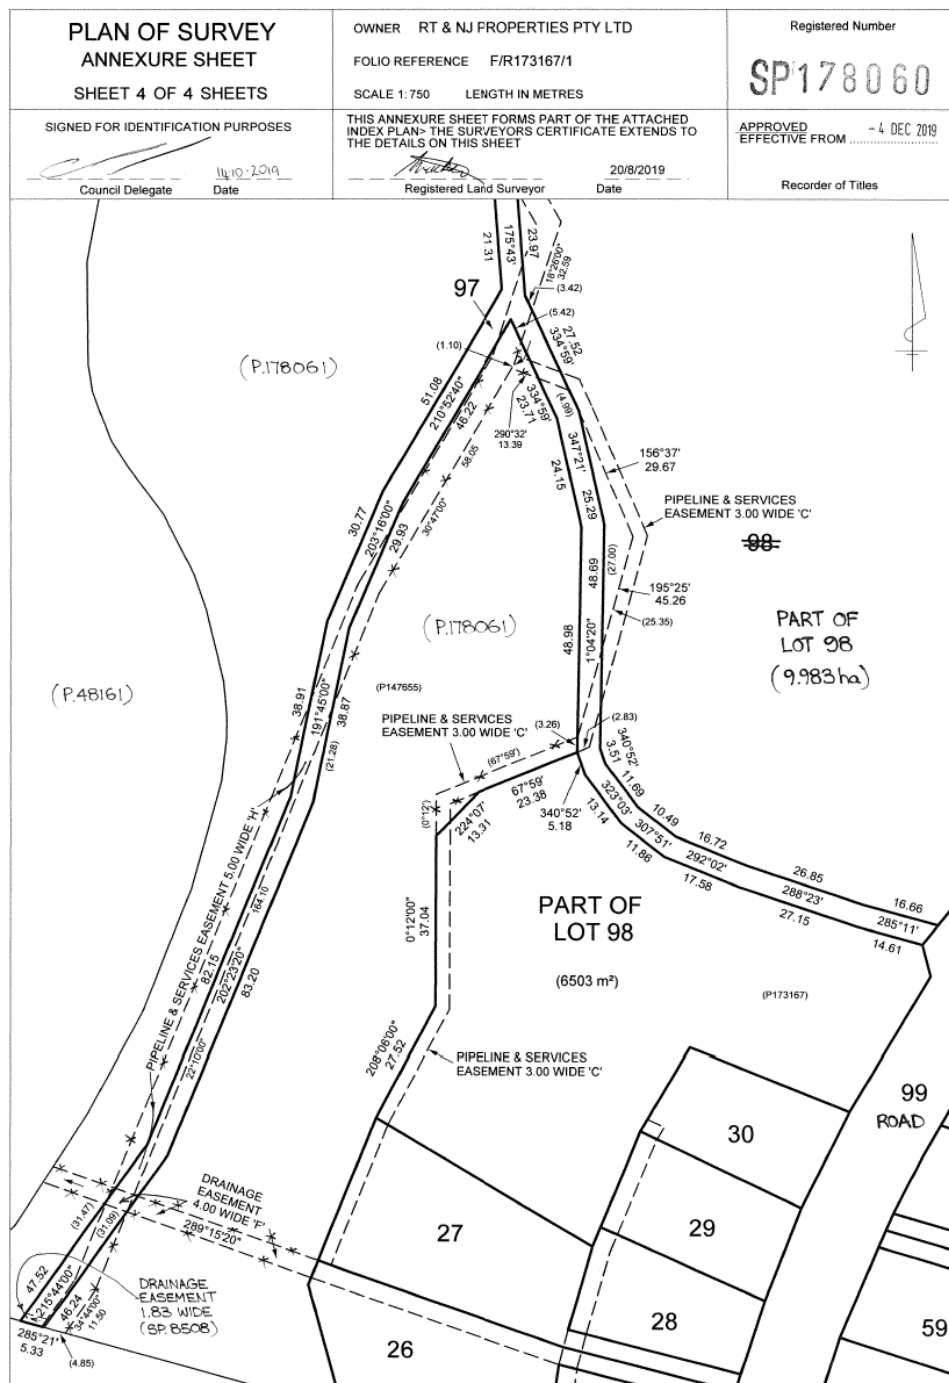 PLAN OF SURVEY
ANNEXURE SHEET
SHEET 4 OF 4 SHEETS
OWNER RT & NJ PROPERTIES PTY LTD
FOLIO REFERENCE F/R173167/1
SCALE 1:750 LENGTH IN METRES
Registered Number
SP178060
SIGNED FOR IDENTIFICATION PURPOSES
14·10·2019
Council Delegate Date
THIS ANNEXURE SHEET FORMS PART OF THE ATTACHED
INDEX PLAN> THE SURVEYORS CERTIFICATE EXTENDS TO
THE DETAILS ON THIS SHEET
20/8/2019
Registered Land Surveyor Date
APPROVED
EFFECTIVE FROM -4 DEC 2019
Recorder of Titles
21.31
175°43'
23.97
18°26'00"
32.59
(3.42)
97
(5.42)
27.52
334°59'
(1.10)
(P.178061)
51.08
210°52'40"
46.22
334°59'
23.71
(4.99)
290°32'
13.39
58.05
347°21'
24.15
156°37'
29.67
30.77
203°16'00"
29.93
30°47'00"
25.29
PIPELINE & SERVICES
EASEMENT 3.00 WIDE 'C'
98
48.69
(27.00)
195°25'
45.26
(25.35)
PART OF
LOT 98
(9.983ha)
(P.178061)
48.98
1°04'20"
(P.48161)
38.91
191°45'00"
38.87
(21.28)
(P147655)
PIPELINE & SERVICES
EASEMENT 3.00 WIDE 'C'
(3.26)
(2.83)
(67°59')
340°52'
3.51
67°59'
23.38
11.69
(0°12')
224°07'
13.31
340°52'
5.18
323°03'
13.14
10.49
307°51'
11.86
16.72
292°02'
17.58
26.85
288°23'
27.15
16.66
285°11'
14.61
PIPELINE & SERVICES EASEMENT 5.00 WIDE 'H'
164.10
82.15
202°23'20"
83.20
22°10'00"
0°12'00"
37.04
PART OF
LOT 98
(6503 m²)
(P173167)
208°06'00"
27.52
PIPELINE & SERVICES
EASEMENT 3.00 WIDE 'C'
99
ROAD
30
DRAINAGE
EASEMENT
4.00 WIDE 'F'
289°15'20"
(31.47)
(31.09)
27
29
47.52
215°44'00"
46.24
34°44'00"
11.50
DRAINAGE
EASEMENT
1.83 WIDE
(SP.8508)
28
59
285°21'
5.33
(4.85)
26